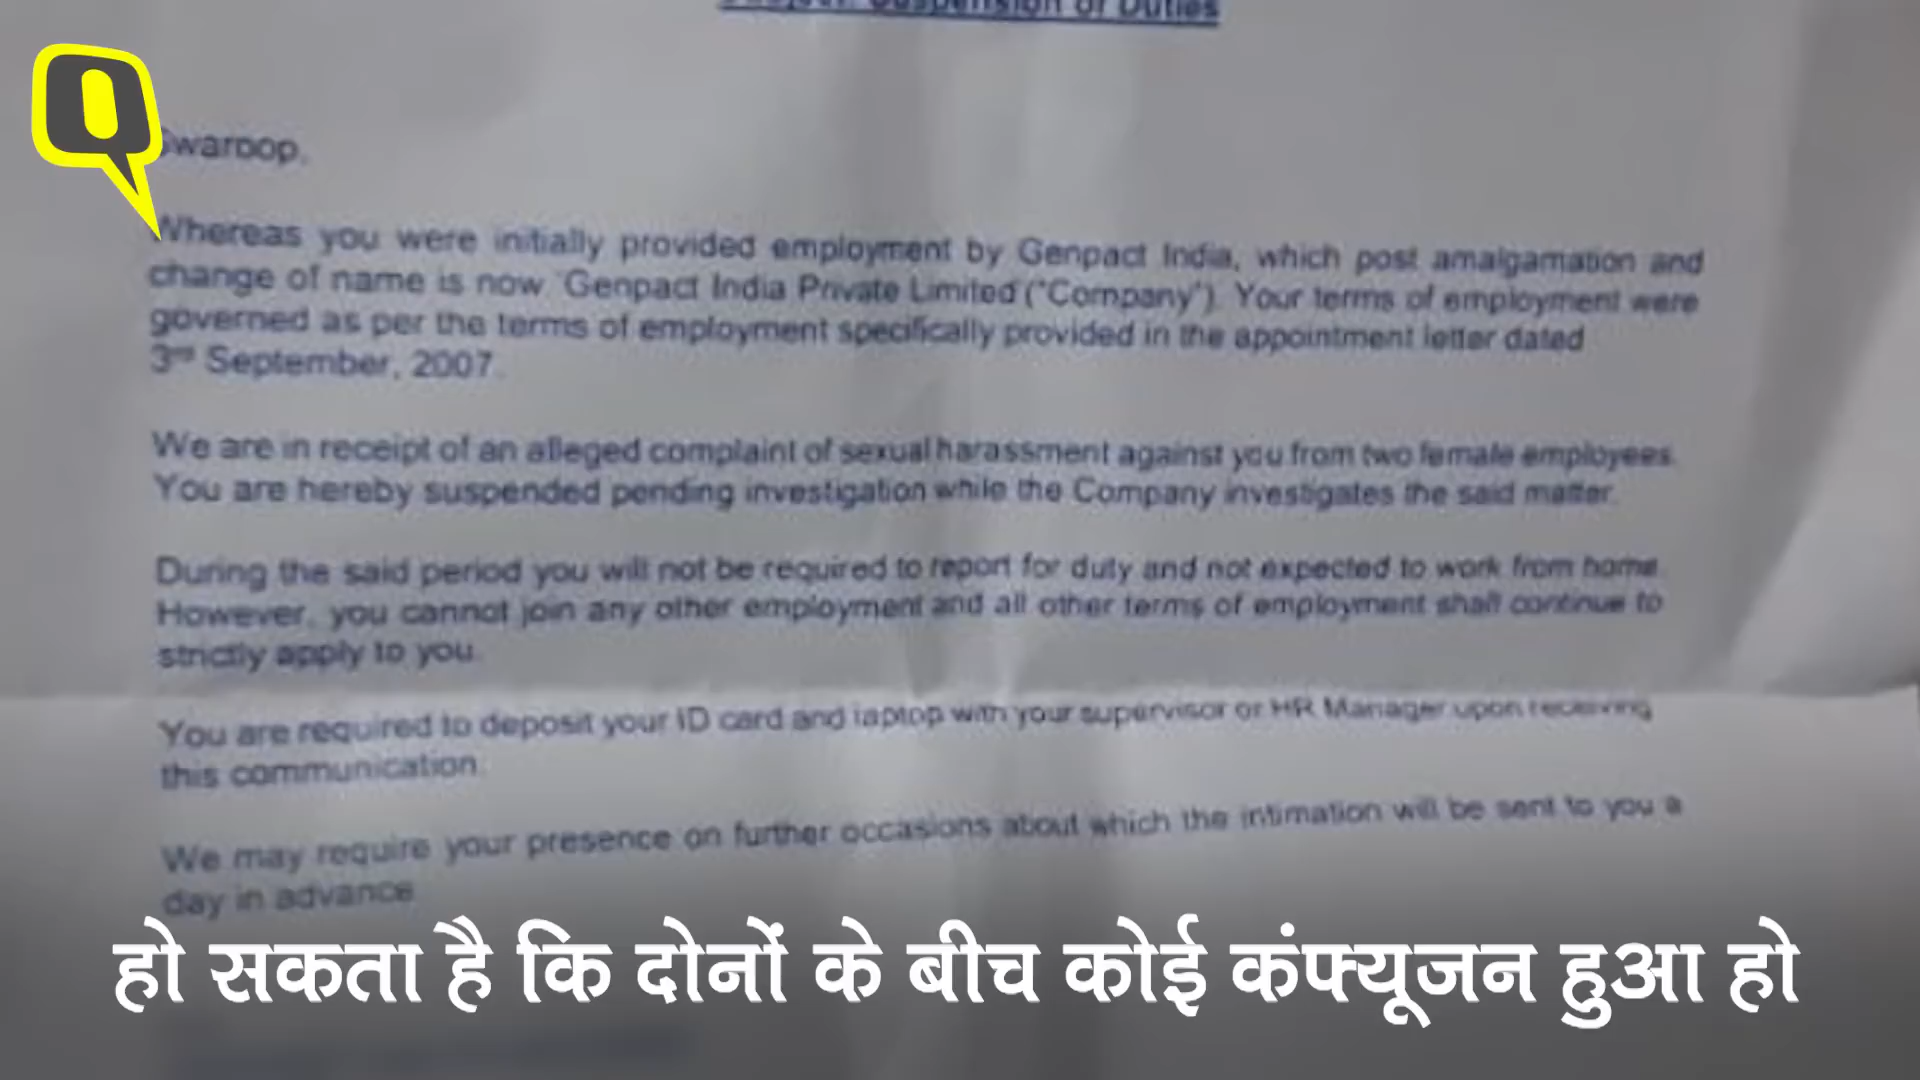 Subject: Suspension of Duties
Swaroop,
Whereas you were initially provided employment by Genpact India, which post amalgamation and
change of name is now 'Genpact India Private Limited ("Company"). Your terms of employment were
governed as per the terms of employment specifically provided in the appointment letter dated
3rd September, 2007.
We are in receipt of an alleged complaint of sexual harassment against you from two female employees.
You are hereby suspended pending investigation while the Company investigates the said matter.
During the said period you will not be required to report for duty and not expected to work from home.
However, you cannot join any other employment and all other terms of employment shall continue to
strictly apply to you.
You are required to deposit your ID card and laptop with your supervisor or HR Manager upon receiving
this communication.
We may require your presence on further occasions about which the intimation will be sent to you a
day in advance
हो सकता है कि दोनों के बीच कोई कंफ्यूजन हुआ हो